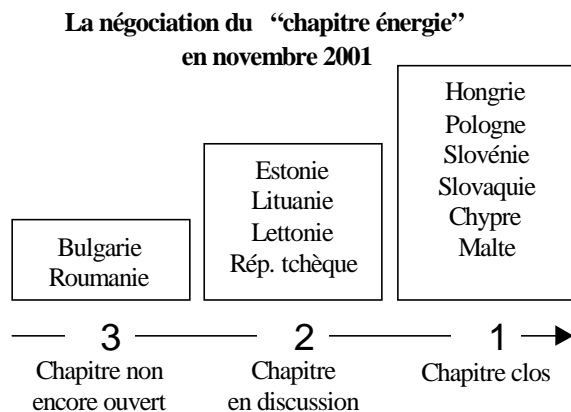 La négociation du “chapitre énergie”
en novembre 2001
Bulgarie
Roumanie
Estonie
Lituanie
Lettonie
Rép. tchèque
Hongrie
Pologne
Slovénie
Slovaquie
Chypre
Malte
3
2
1
Chapitre non
encore ouvert
Chapitre
en discussion
Chapitre clos